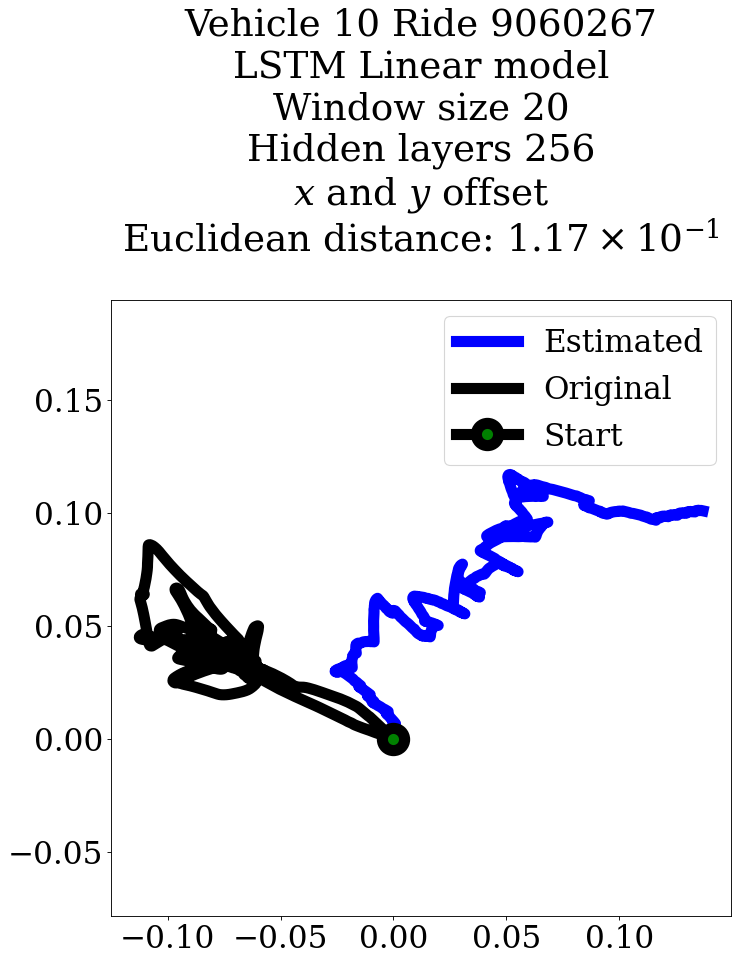 Vehicle 10 Ride 9060267
LSTM Linear model
Window size 20
Hidden layers 256
x and y offset
Euclidean distance: 1.17 × 10⁻¹
Estimated
Original
Start
0.15
0.10
0.05
0.00
−0.05
−0.10 −0.05 0.00 0.05 0.10